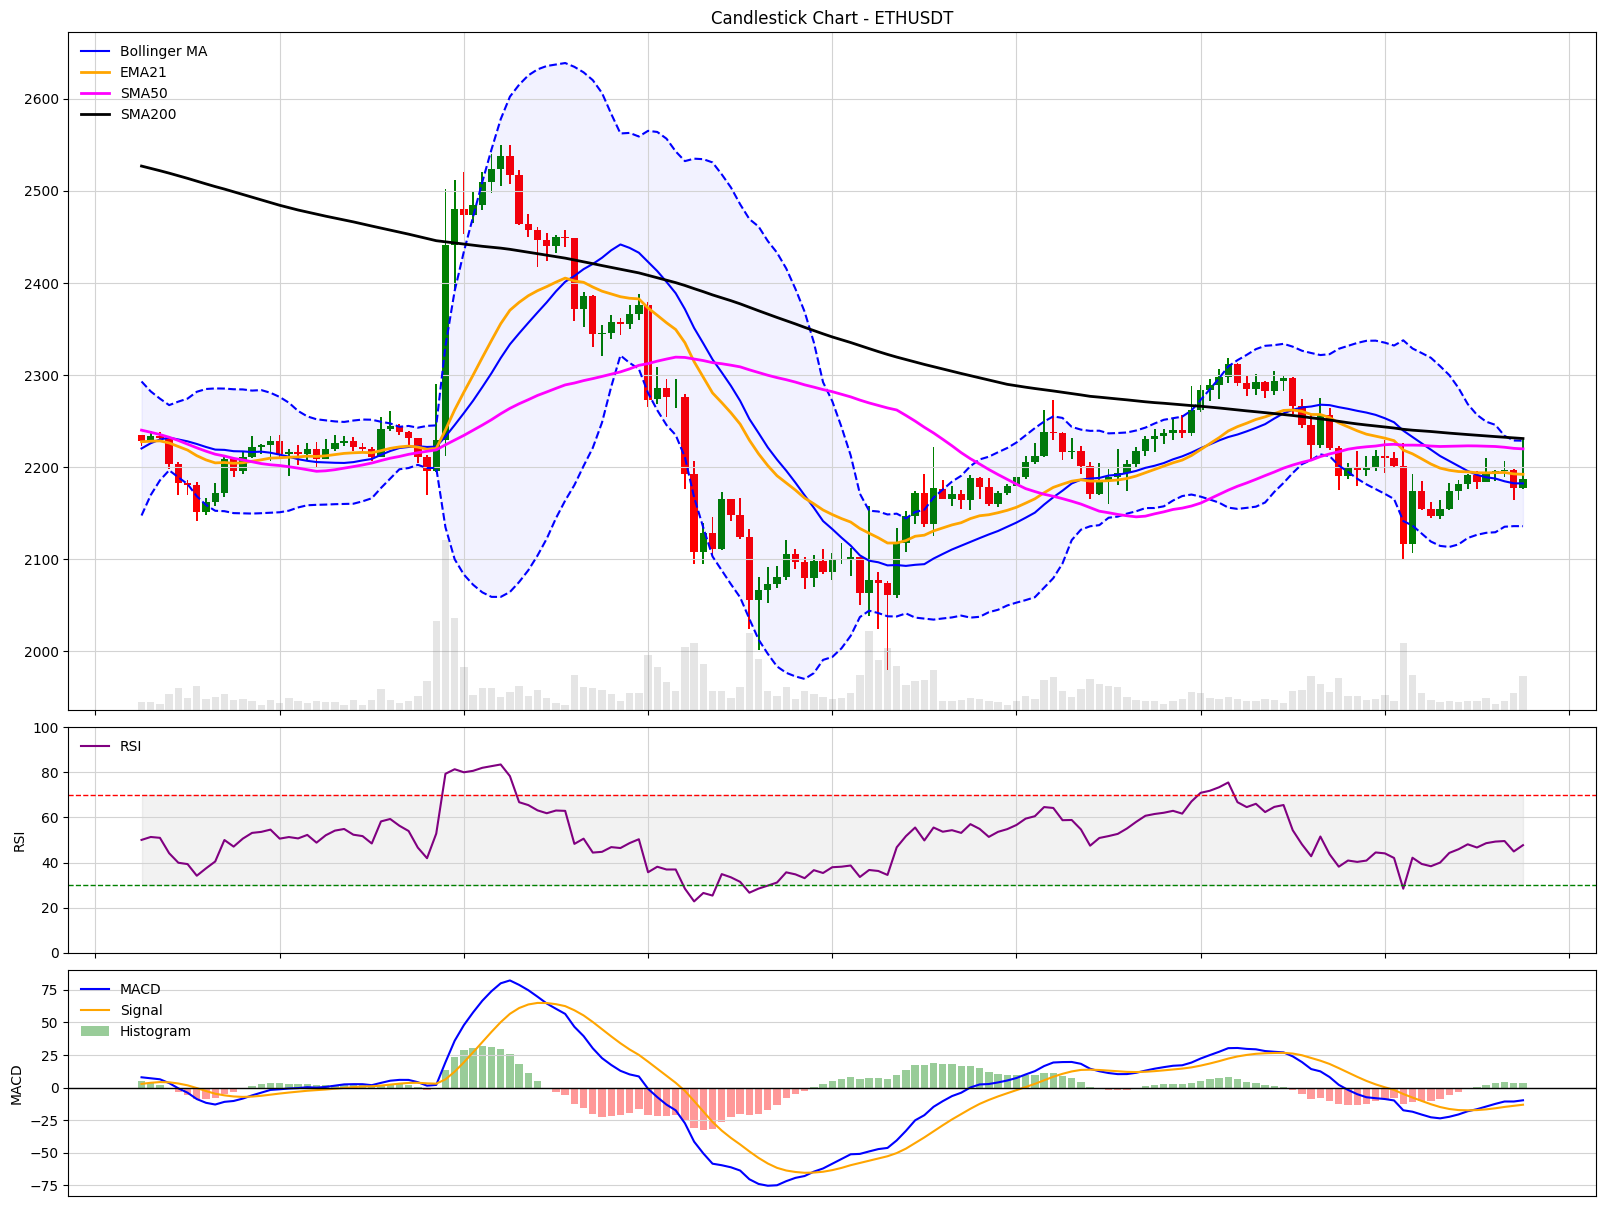 Candlestick Chart - ETHUSDT
Bollinger MA
EMA21
SMA50
SMA200
2600
2500
2400
2300
2200
2100
2000
RSI
100
80
60
40
20
0
RSI
MACD
Signal
Histogram
75
50
25
0
−25
−50
−75
MACD